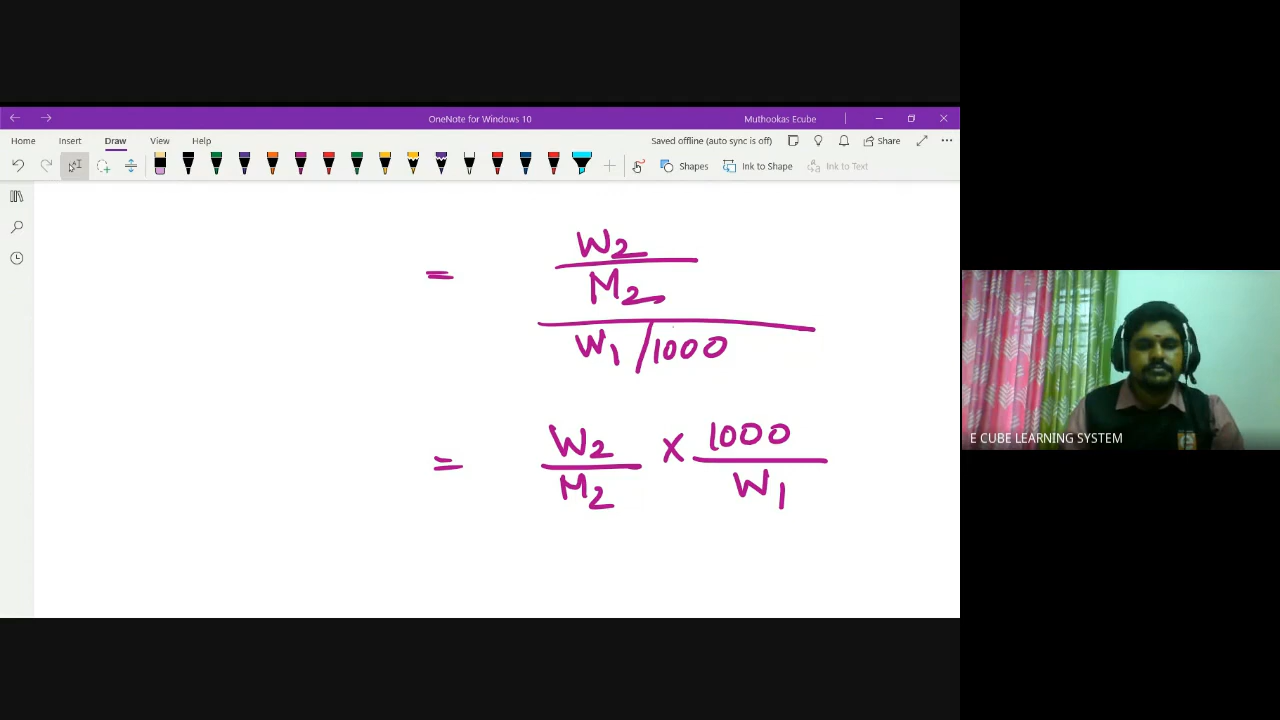 OneNote for Windows 10
Muthookas Ecube
Home Insert Draw View Help
Saved offline (auto sync is off)
Share
Shapes
Ink to Shape
Ink to Text
= W2
M2
W1 /1000
= W2 × 1000
M2 W1
E CUBE LEARNING SYSTEM